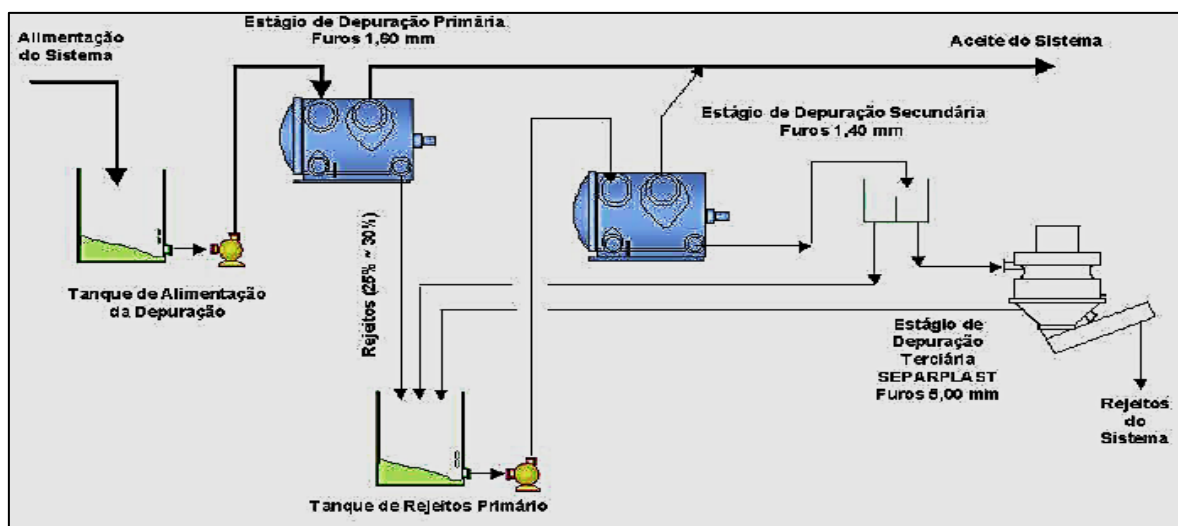 Estágio de Depuração Primária
Furos 1,60 mm
Alimentação
do Sistema
Aceite do Sistema
Estágio de Depuração Secundária
Furos 1,40 mm
Tanque de Alimentação
da Depuração
Rejeitos (25% ~ 30%)
Estágio de
Depuração
Terciária
SEPARPLAST
Furos 5,00 mm
Rejeitos
do
Sistema
Tanque de Rejeitos Primário